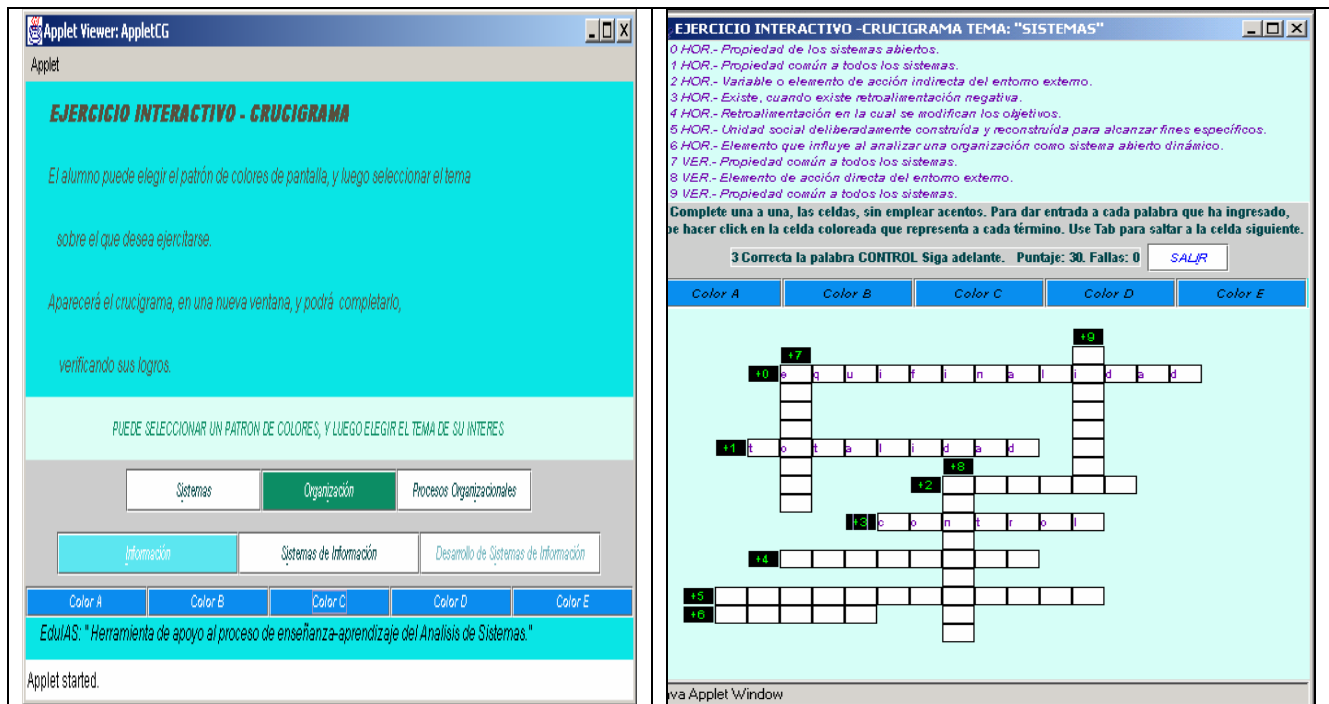 Applet Viewer: AppletCG
Applet
EJERCICIO INTERACTIVO - CRUCIGRAMA
El alumno puede elegir el patrón de colores de pantalla, y luego seleccionar el tema
sobre el que desea ejercitarse.
Aparecerá el crucigrama, en una nueva ventana, y podrá completarlo,
verificando sus logros.
PUEDE SELECCIONAR UN PATRON DE COLORES, Y LUEGO ELEGIR EL TEMA DE SU INTERES
Sistemas Organización Procesos Organizacionales
Información Sistemas de Información Desarrollo de Sistemas de Información
Color A Color B Color C Color D Color E
EduIAS: "Herramienta de apoyo al proceso de enseñanza-aprendizaje del Analisis de Sistemas."
Applet started.
EJERCICIO INTERACTIVO -CRUCIGRAMA TEMA: "SISTEMAS"
0 HOR.- Propiedad de los sistemas abiertos.
1 HOR.- Propiedad común a todos los sistemas.
2 HOR.- Variable o elemento de acción indirecta del entorno externo.
3 HOR.- Existe, cuando existe retroalimentación negativa.
4 HOR.- Retroalimentación en la cual se modifican los objetivos.
5 HOR.- Unidad social deliberadamente construída y reconstruída para alcanzar fines específicos.
6 HOR.- Elemento que influye al analizar una organización como sistema abierto dinámico.
7 VER.- Propiedad común a todos los sistemas.
8 VER.- Elemento de acción directa del entorno externo.
9 VER.- Propiedad común a todos los sistemas.
Complete una a una, las celdas, sin emplear acentos. Para dar entrada a cada palabra que ha ingresado,
be hacer click en la celda coloreada que representa a cada término. Use Tab para saltar a la celda siguiente.
3 Correcta la palabra CONTROL Siga adelante. Puntaje: 30. Fallas: 0 SALIR
Color A Color B Color C Color D Color E
+9
+7
+0 e q u i f i n a l i d a d
+1 t o t a l i d a d
+8
+2
+3 c o n t r o l
+4
+5
+6
va Applet Window